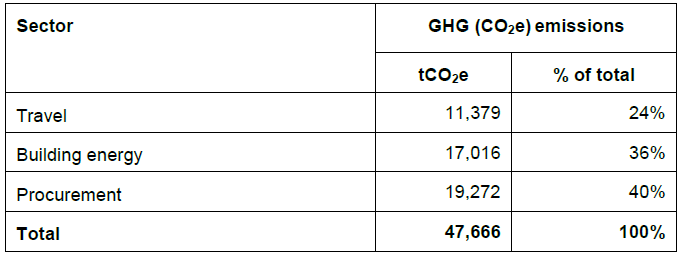 Sector GHG (CO₂e) emissions
tCO₂e % of total
Travel 11,379 24%
Building energy 17,016 36%
Procurement 19,272 40%
Total 47,666 100%